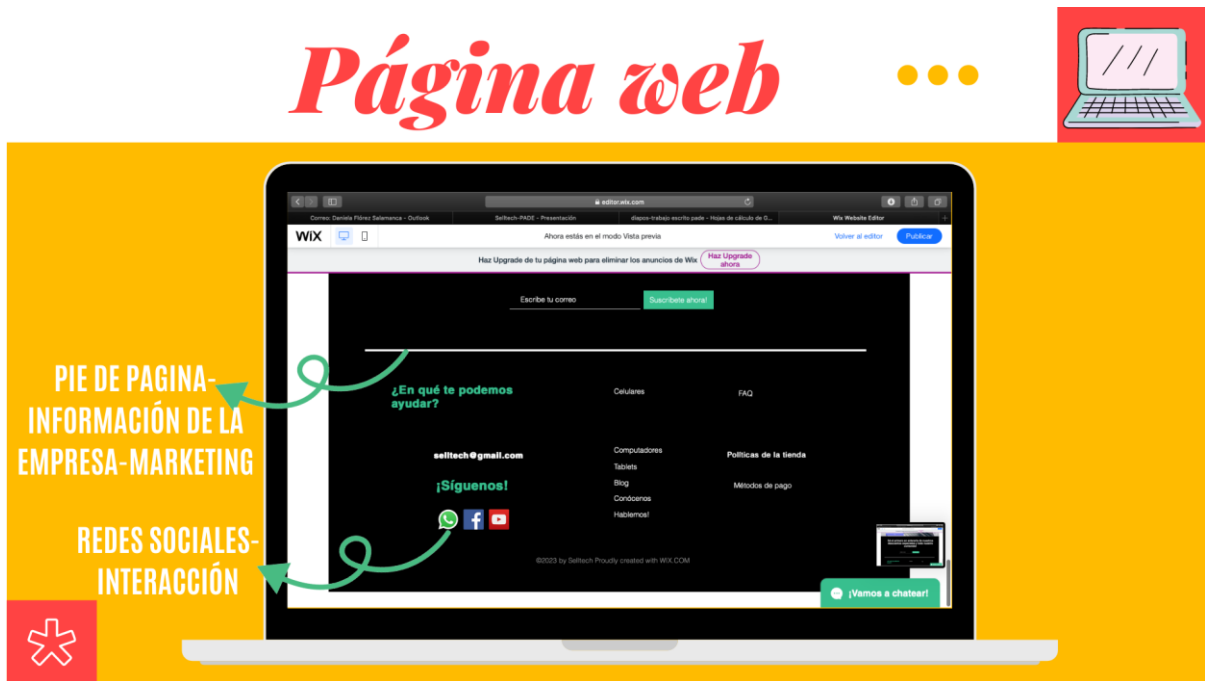 Página web
editor.wix.com
Correo: Daniela Flórez Salamanca - Outlook
Selltech-PADE - Presentación
diapos-trabajo escrito pade - Hojas de cálculo de G...
Wix Website Editor
WiX
Ahora estás en el modo Vista previa
Volver al editor
Publicar
Haz Upgrade de tu página web para eliminar los anuncios de Wix
Haz Upgrade
ahora
Escribe tu correo
Suscríbete ahora!
PIE DE PAGINA-
INFORMACIÓN DE LA
EMPRESA-MARKETING
¿En qué te podemos
ayudar?
Celulares
FAQ
selltech@gmail.com
Computadores
Tablets
Blog
Conócenos
Hablemos!
Políticas de la tienda
Métodos de pago
¡Síguenos!
REDES SOCIALES-
INTERACCIÓN
©2023 by Selltech Proudly created with WIX.COM
¡Vamos a chatear!